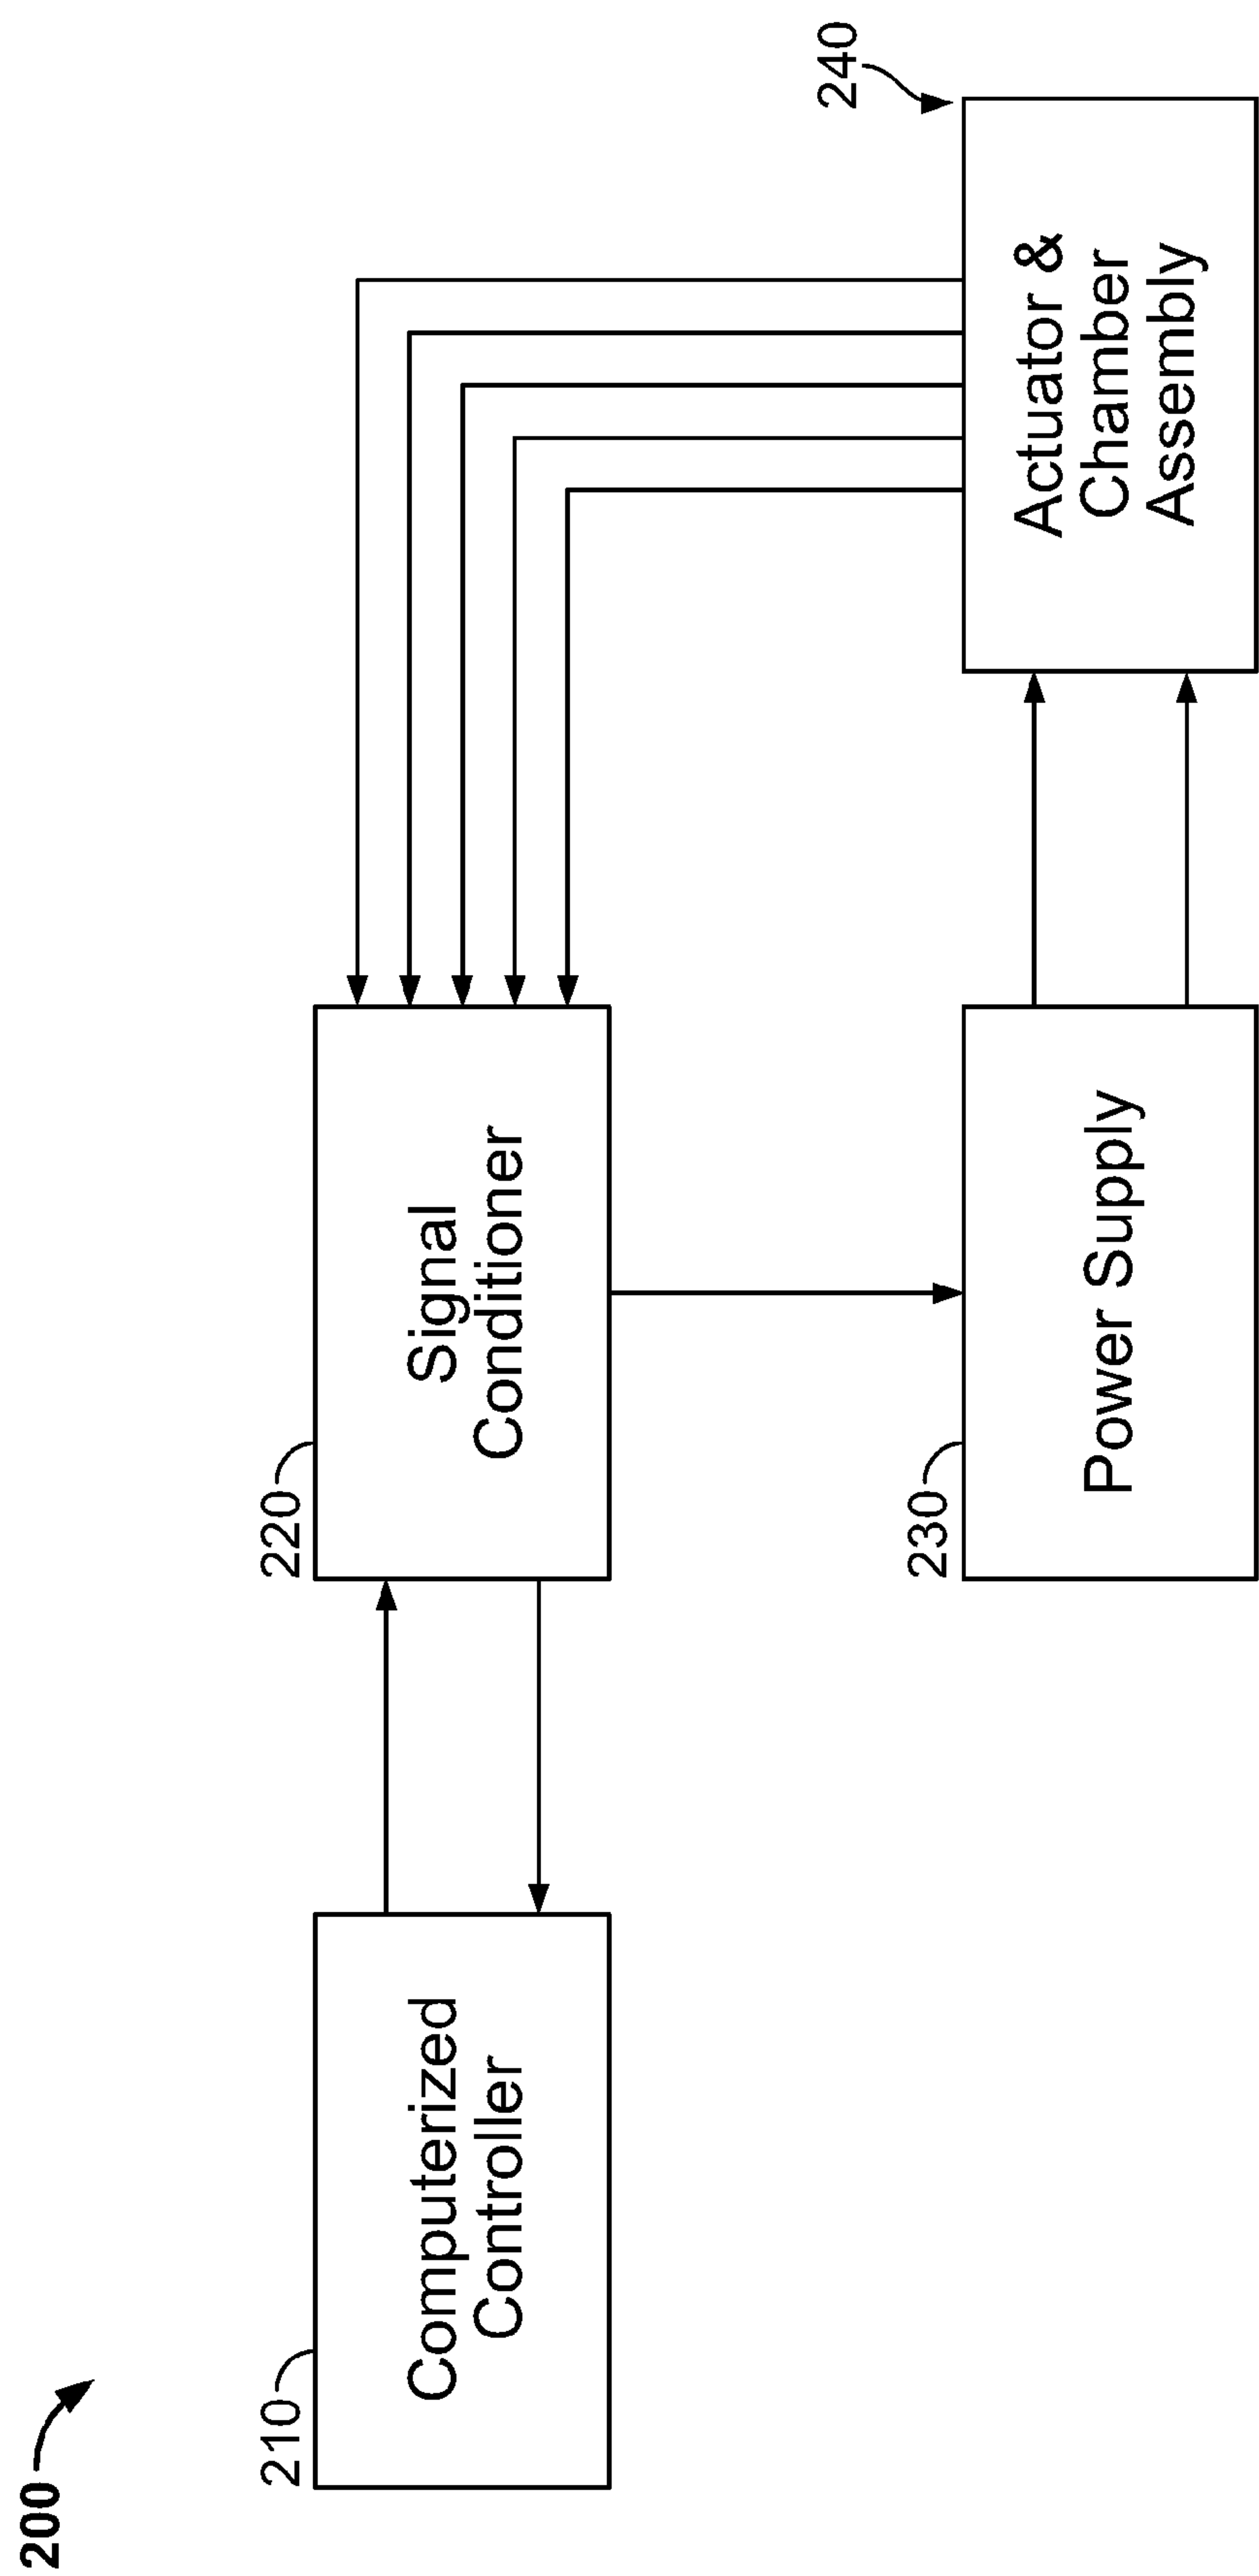 200
210
Computerized
Controller
220
Signal
Conditioner
230
Power Supply
240
Actuator &
Chamber
Assembly